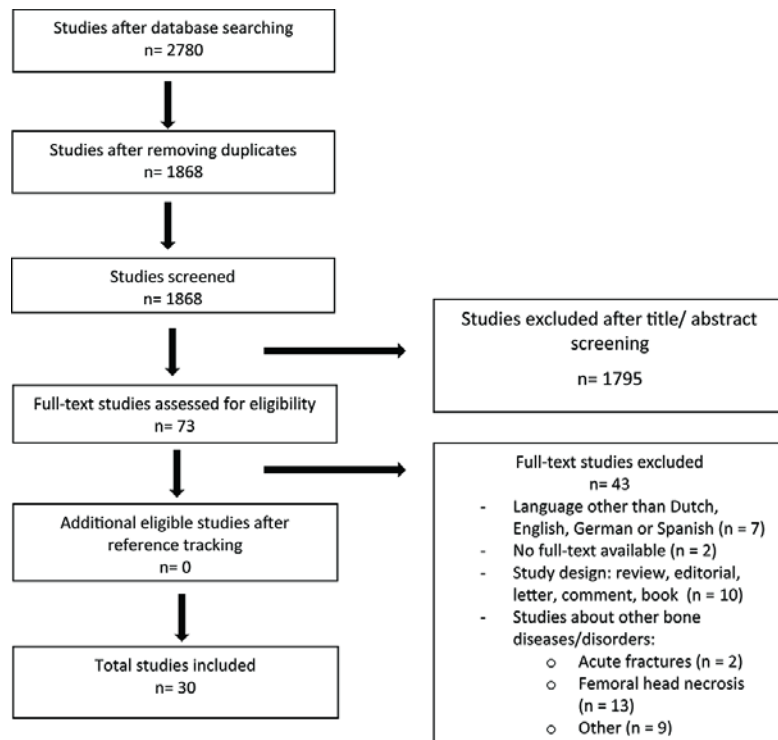 Studies after database searching
n= 2780
Studies after removing duplicates
n= 1868
Studies screened
n= 1868
Studies excluded after title/ abstract
screening
n= 1795
Full-text studies assessed for eligibility
n= 73
Full-text studies excluded
n= 43
- Language other than Dutch,
English, German or Spanish (n = 7)
- No full-text available (n = 2)
- Study design: review, editorial,
letter, comment, book (n = 10)
- Studies about other bone
diseases/disorders:
o Acute fractures (n = 2)
o Femoral head necrosis
(n = 13)
o Other (n = 9)
Additional eligible studies after
reference tracking
n= 0
Total studies included
n= 30